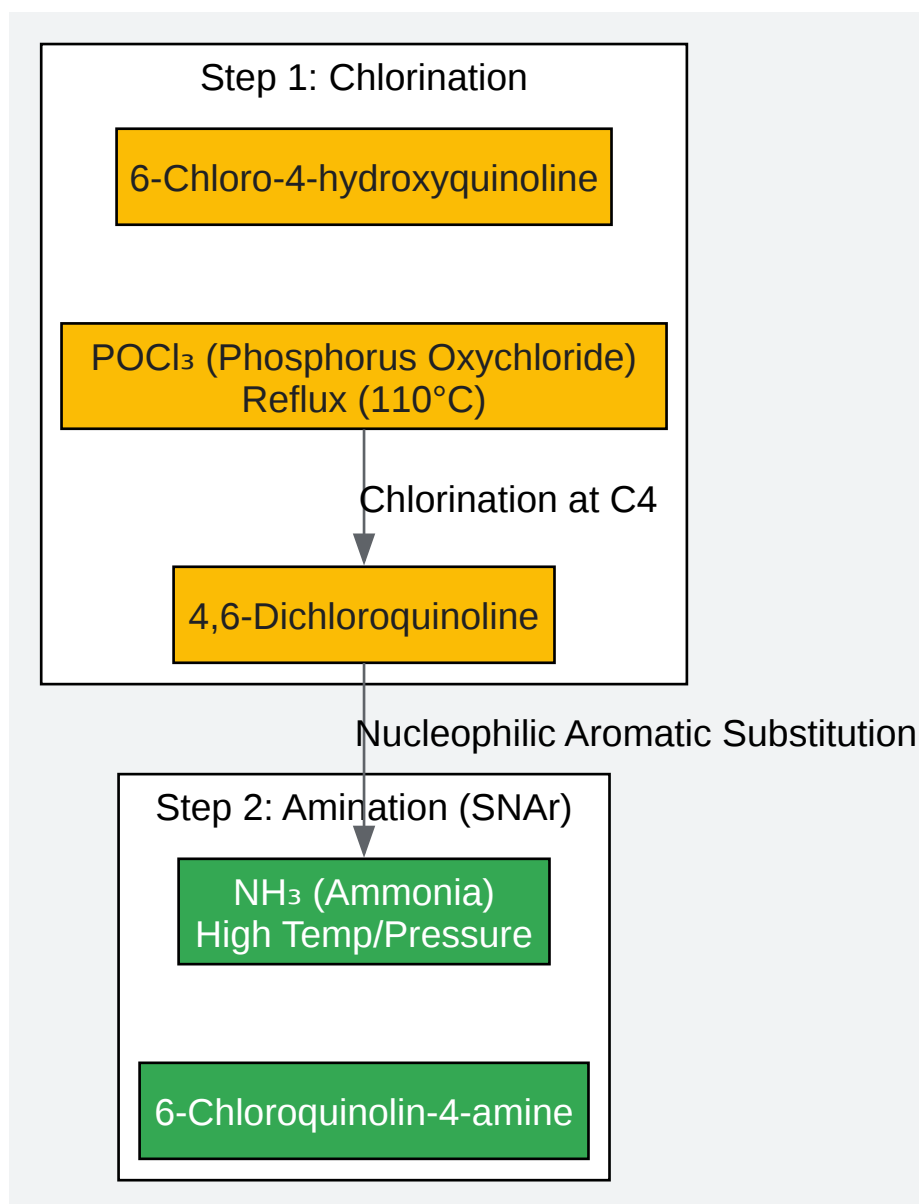 Step 1: Chlorination
6-Chloro-4-hydroxyquinoline
POCl₃ (Phosphorus Oxychloride)
Reflux (110°C)
Chlorination at C4
4,6-Dichloroquinoline
Nucleophilic Aromatic Substitution
Step 2: Amination (SNAr)
NH₃ (Ammonia)
High Temp/Pressure
6-Chloroquinolin-4-amine